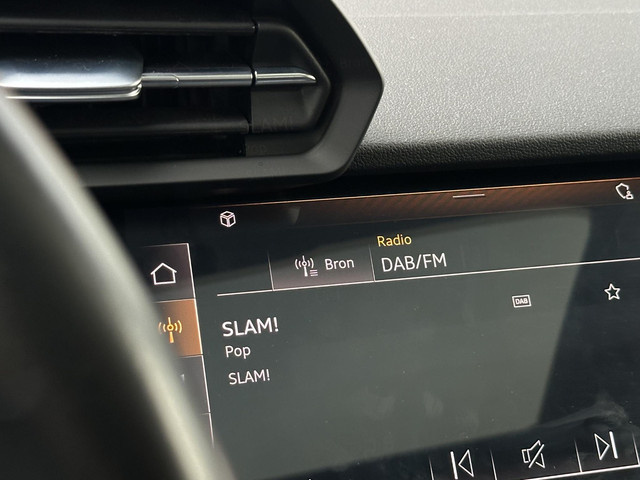 Radio
Bron
DAB/FM
DAB
SLAM!
Pop
SLAM!